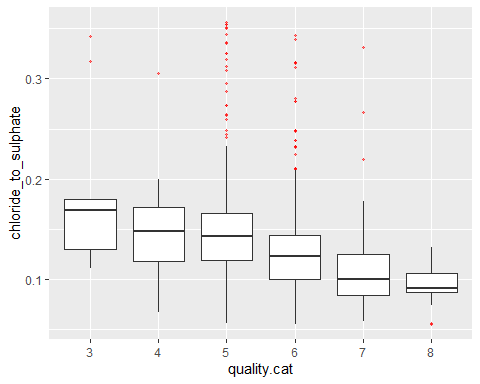 chloride_to_sulphate
0.3
0.2
0.1
3 4 5 6 7 8
quality.cat